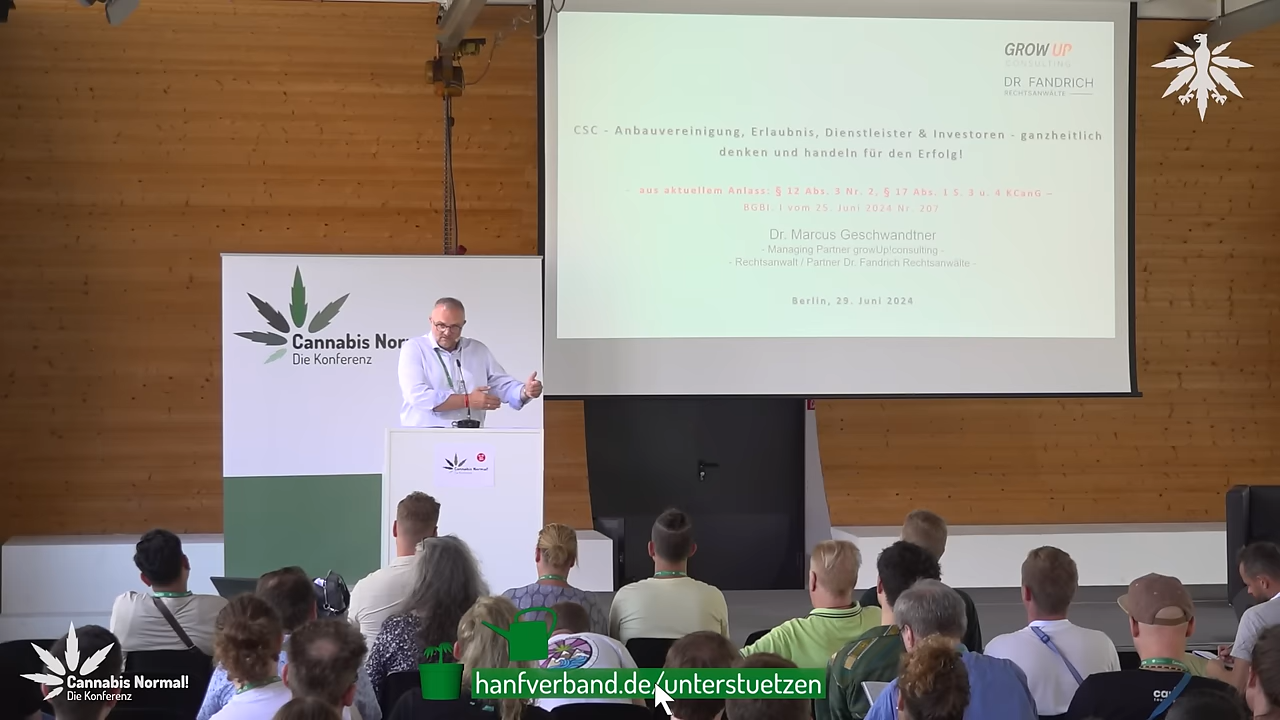 GROW UP
CONSULTING
DR. FANDRICH
RECHTSANWÄLTE
CSC - Anbauvereinigung, Erlaubnis, Dienstleister & Investoren - ganzheitlich
denken und handeln für den Erfolg!
– aus aktuellem Anlass: § 12 Abs. 3 Nr. 2, § 17 Abs. 1 S. 3 u. 4 KCanG –
BGBl. I vom 25. Juni 2024 Nr. 207
Dr. Marcus Geschwandtner
- Managing Partner growUp!consulting -
- Rechtsanwalt / Partner Dr. Fandrich Rechtsanwälte -
Berlin, 29. Juni 2024
Cannabis Norm
Die Konferenz
Cannabis Normal!
Cannabis Normal!
Die Konferenz
hanfverband.de/unterstuetzen